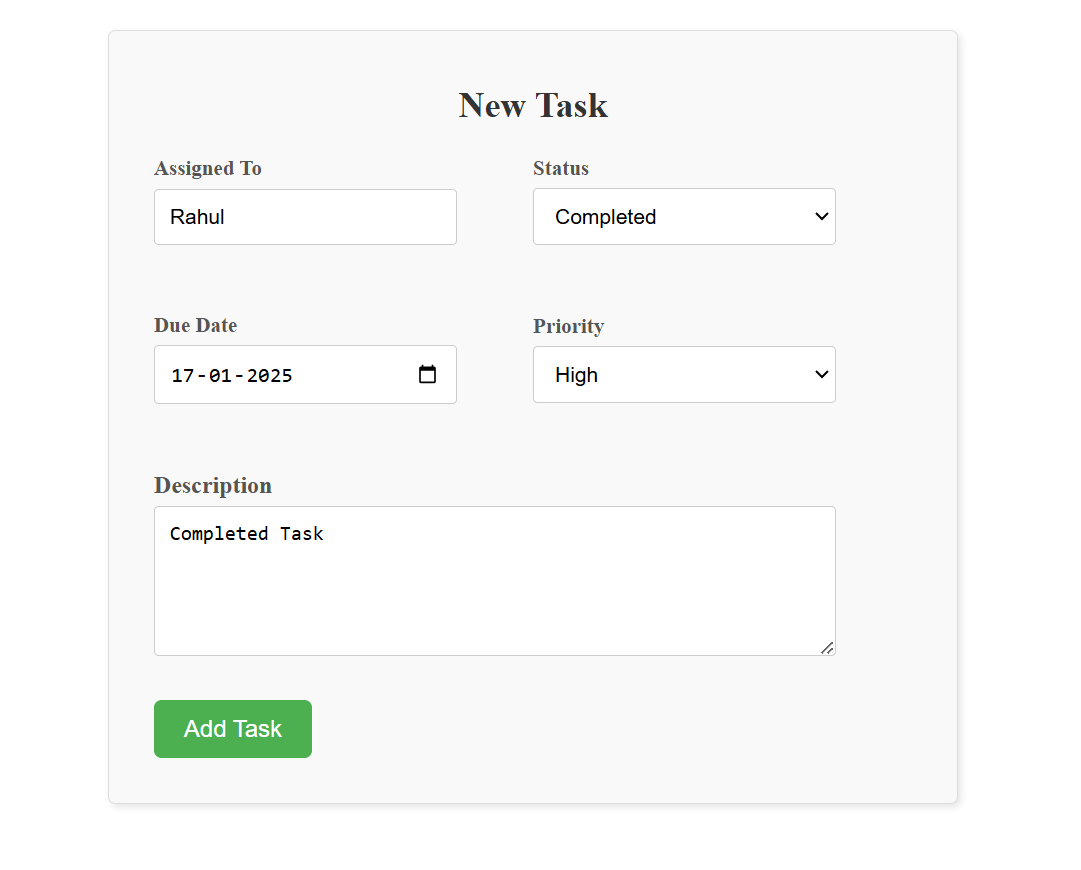 New Task
Assigned To
Status
Rahul
Completed
Due Date
Priority
17-01-2025
High
Description
Completed Task
Add Task